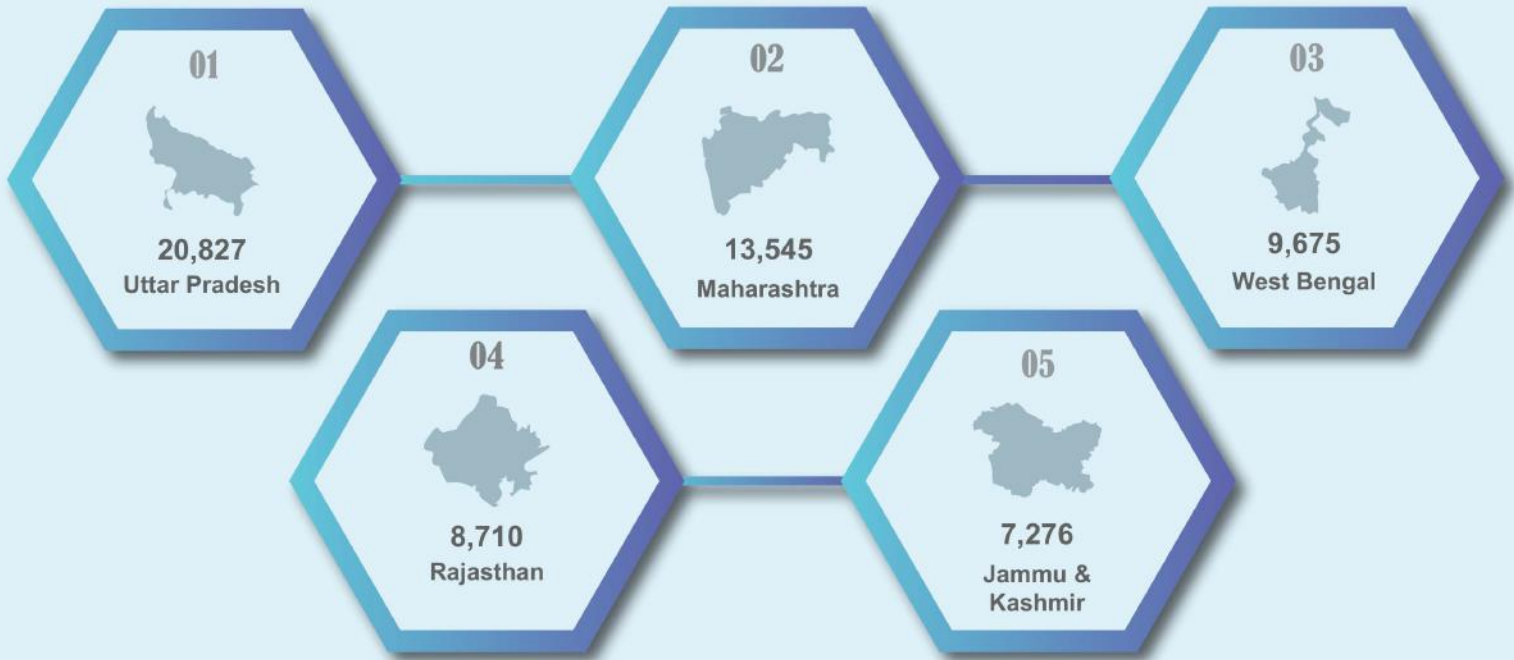 01
20,827
Uttar Pradesh
02
13,545
Maharashtra
03
9,675
West Bengal
04
8,710
Rajasthan
05
7,276
Jammu &
Kashmir